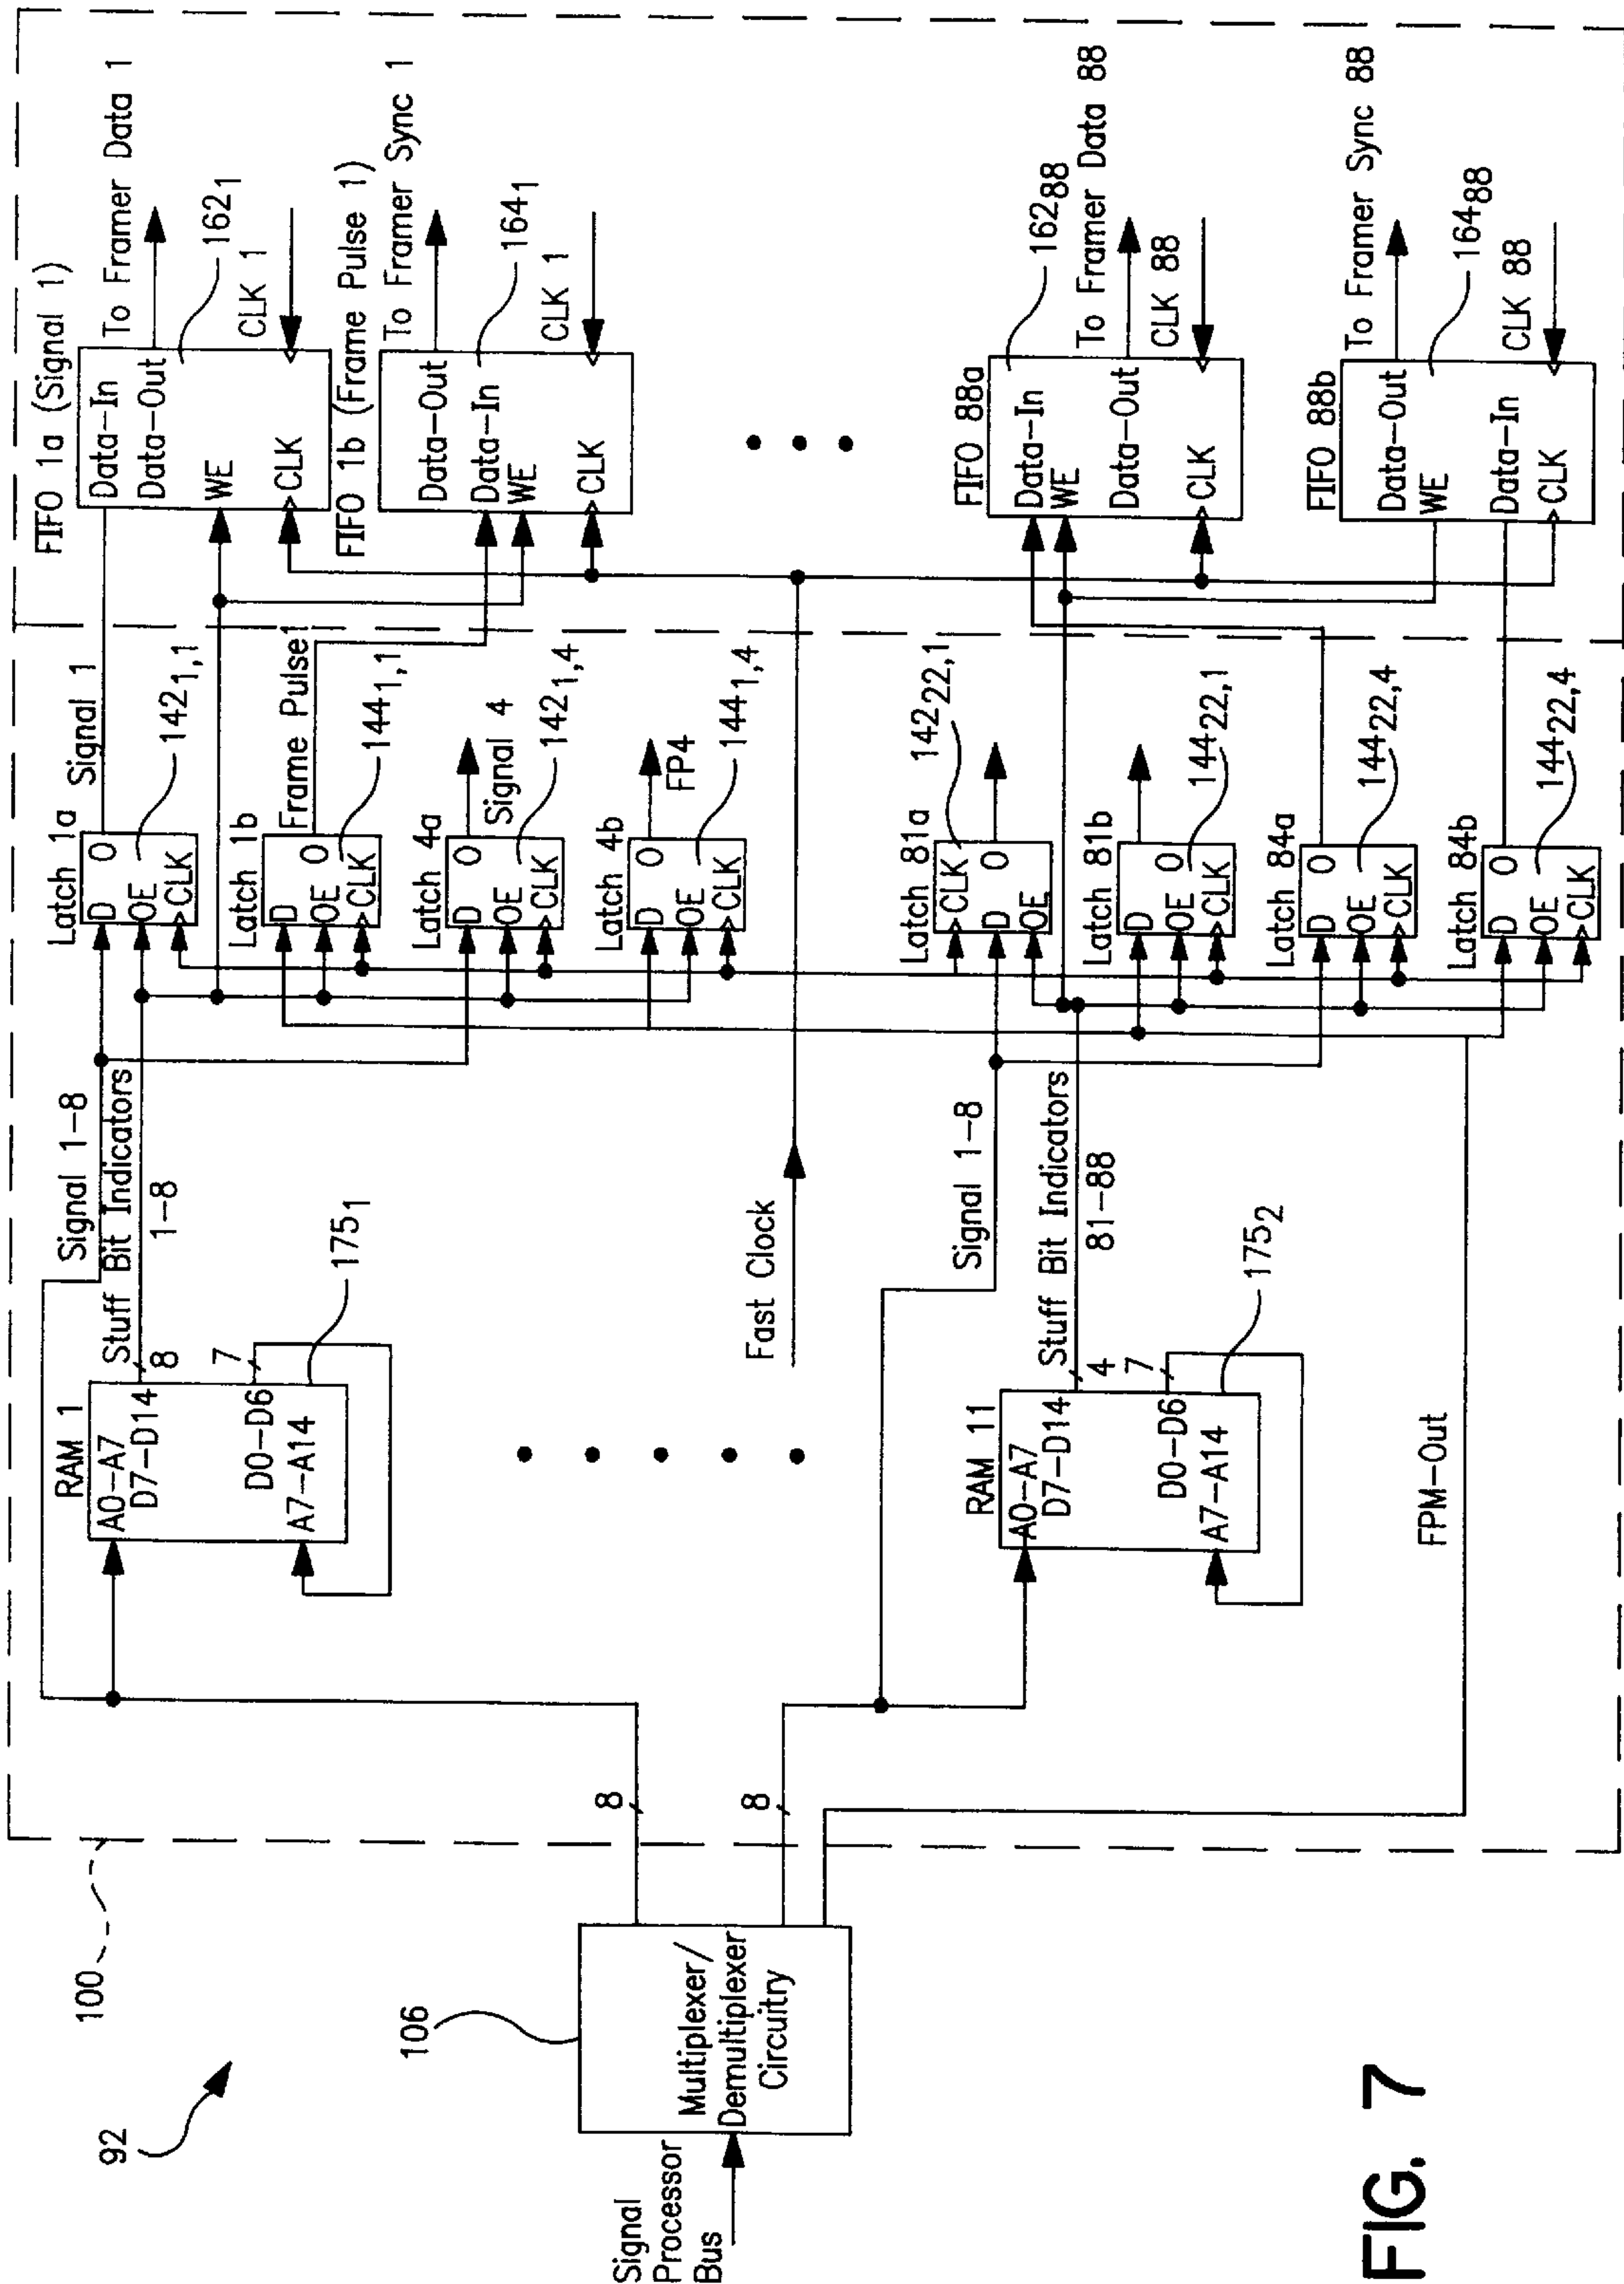 92
100
106
Signal
Processor
Bus
Multiplexer/
Demultiplexer
Circuitry
8
8
RAM 1
A0-A7
D7-D14
D0-D6
A7-A14
8
7
175₁
Signal 1-8
Stuff Bit Indicators
1-8
Fast Clock
RAM 11
A0-A7
D7-D14
D0-D6
A7-A14
4
7
175₂
Signal 1-8
Stuff Bit Indicators
81-88
FPM-Out
Latch 1a
D O
OE
CLK
142₁,₁
Signal 1
Latch 1b
D
OE O
CLK
144₁,₁
Frame Pulse1
Latch 4a
D O
OE
CLK
142₁,₄
Signal 4
Latch 4b
D O
OE
CLK
144₁,₄
FP4
Latch 81a
CLK
D O
OE
142₂₂,₁
Latch 81b
D
OE O
CLK
144₂₂,₁
Latch 84a
D O
OE
CLK
144₂₂,₄
Latch 84b
D O
OE
CLK
144₂₂,₄
FIFO 1a (Signal 1)
Data-In
Data-Out
WE
CLK
To Framer Data 1
162₁
CLK 1
FIFO 1b (Frame Pulse 1)
Data-Out
Data-In
WE
CLK
To Framer Sync 1
164₁
CLK 1
FIFO 88a
Data-In
WE
Data-Out
CLK
162₈₈
To Framer Data 88
CLK 88
FIFO 88b
Data-Out
WE
Data-In
CLK
To Framer Sync 88
164₈₈
CLK 88
FIG. 7